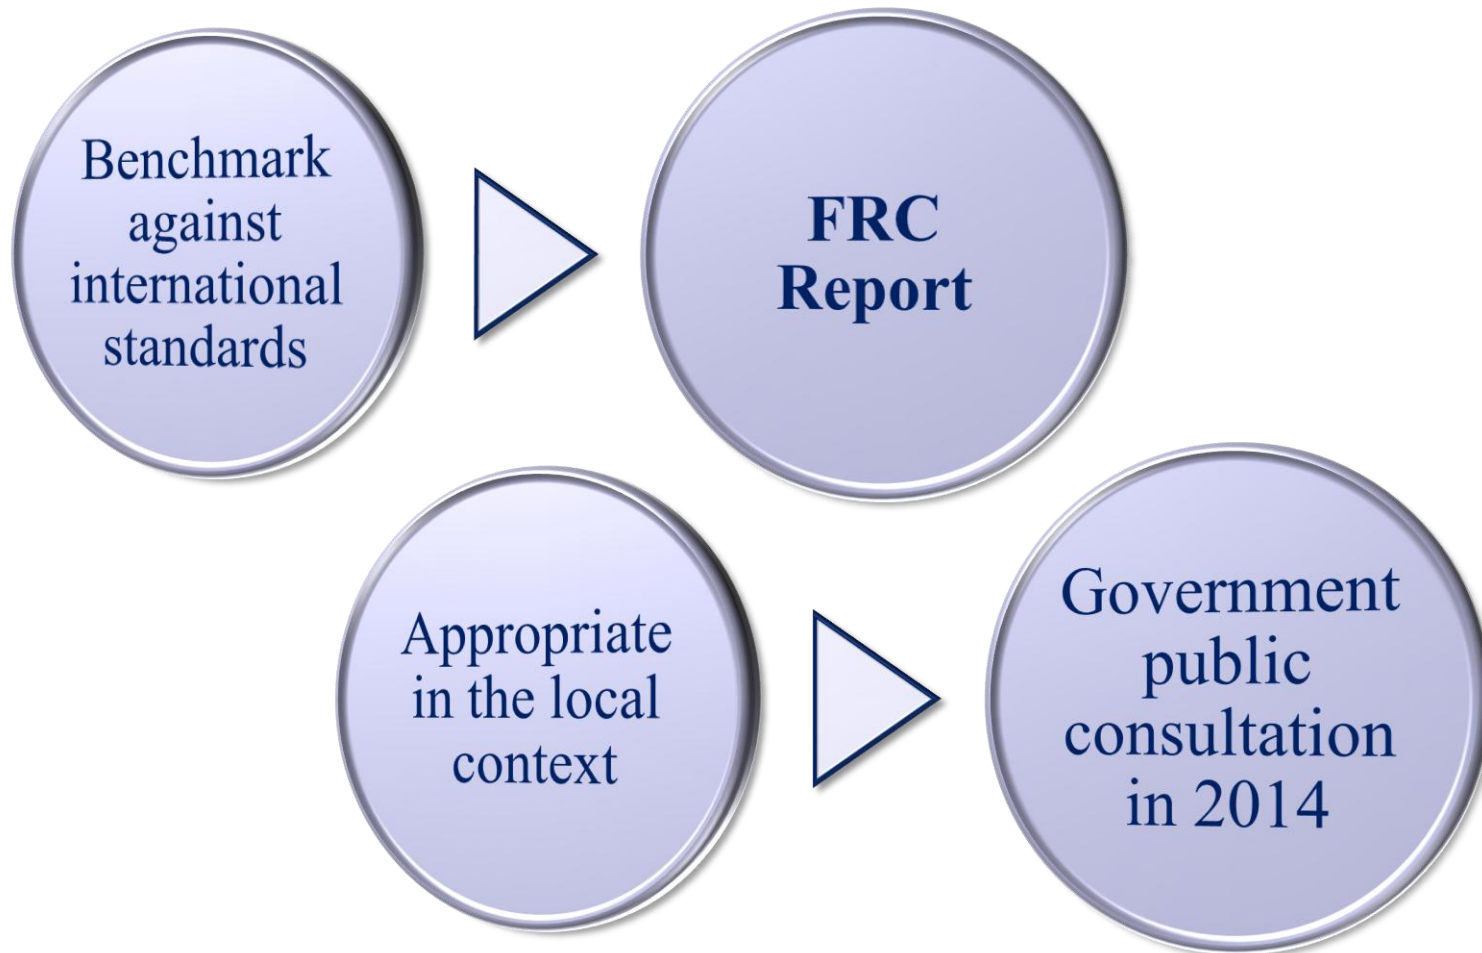 Benchmark
against
international
standards
FRC
Report
Appropriate
in the local
context
Government
public
consultation
in 2014